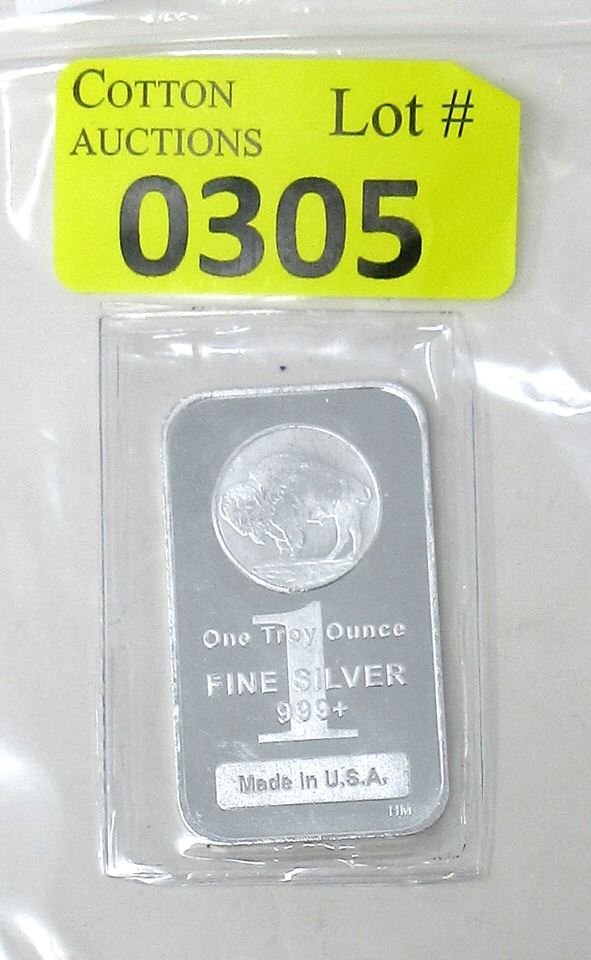 COTTON
AUCTIONS
Lot #
0305
One Troy Ounce
1
FINE SILVER
999+
Made in U.S.A.
HM